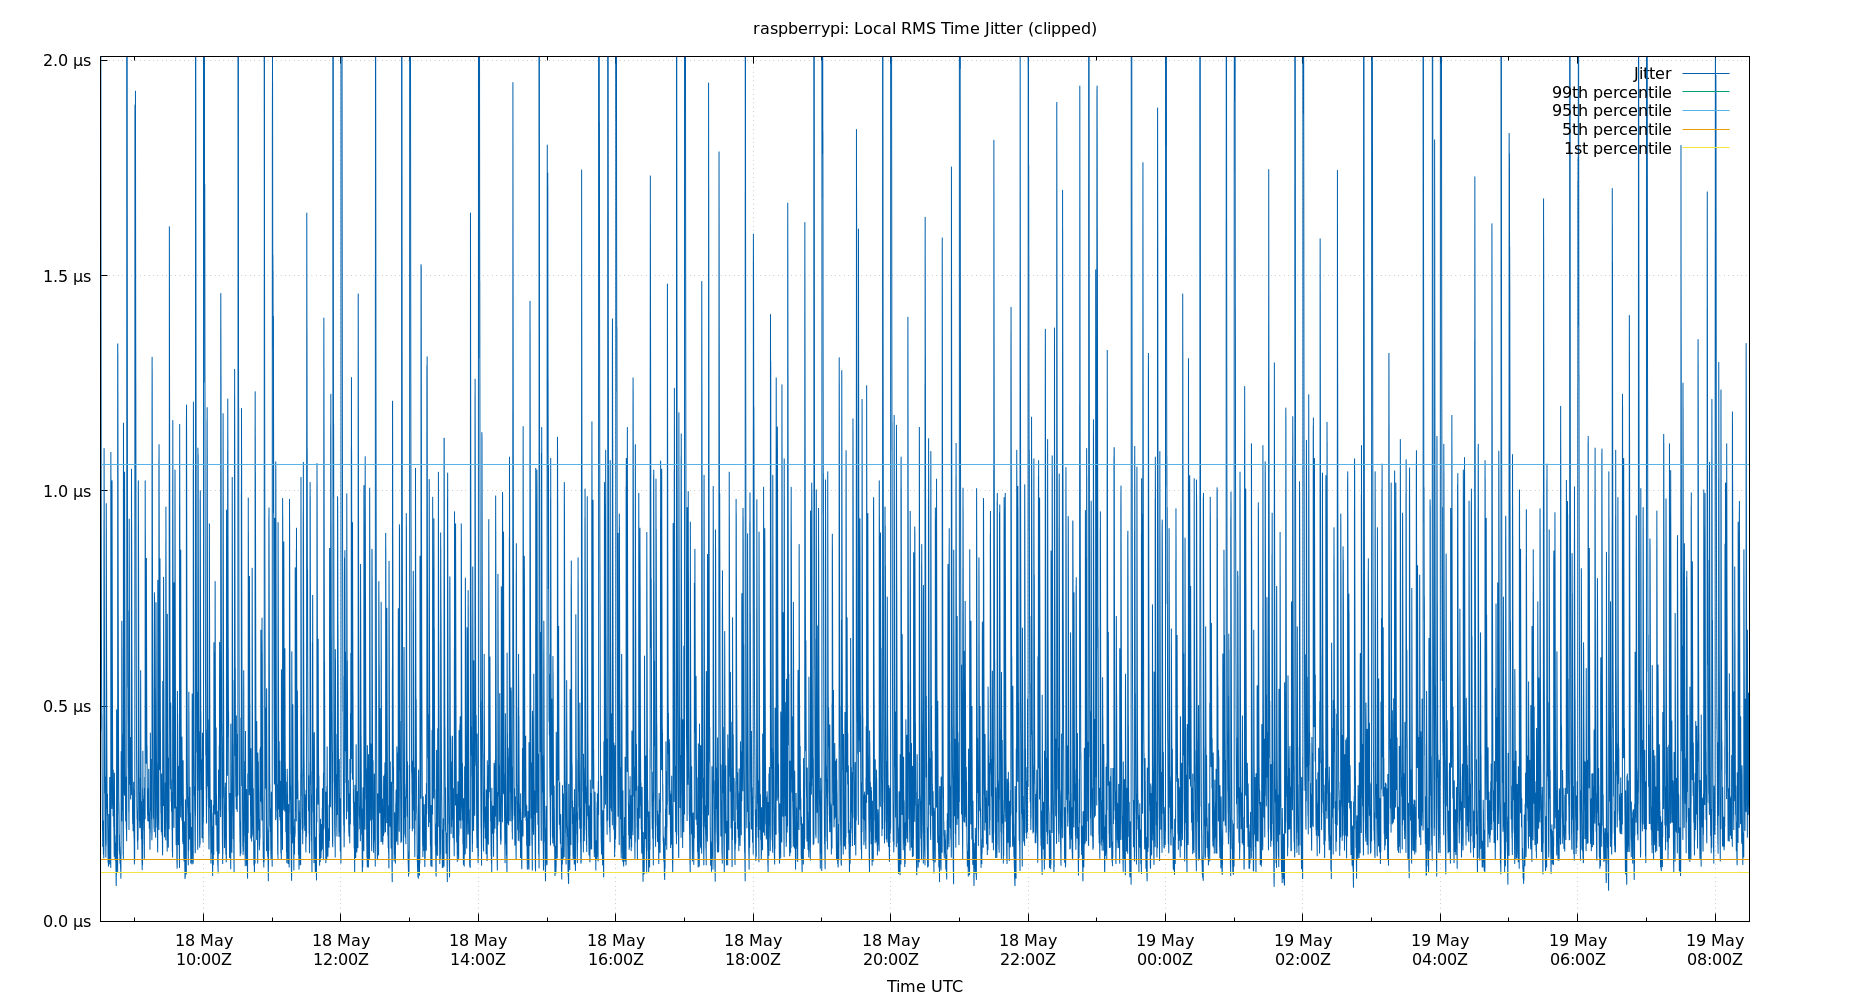 raspberrypi: Local RMS Time Jitter (clipped)
2.0 μs
1.5 μs
1.0 μs
0.5 μs
0.0 μs
Jitter
99th percentile
95th percentile
5th percentile
1st percentile
18 May 18 May 18 May 18 May 18 May 18 May 18 May 19 May 19 May 19 May 19 May 19 May
10:00Z 12:00Z 14:00Z 16:00Z 18:00Z 20:00Z 22:00Z 00:00Z 02:00Z 04:00Z 06:00Z 08:00Z
Time UTC